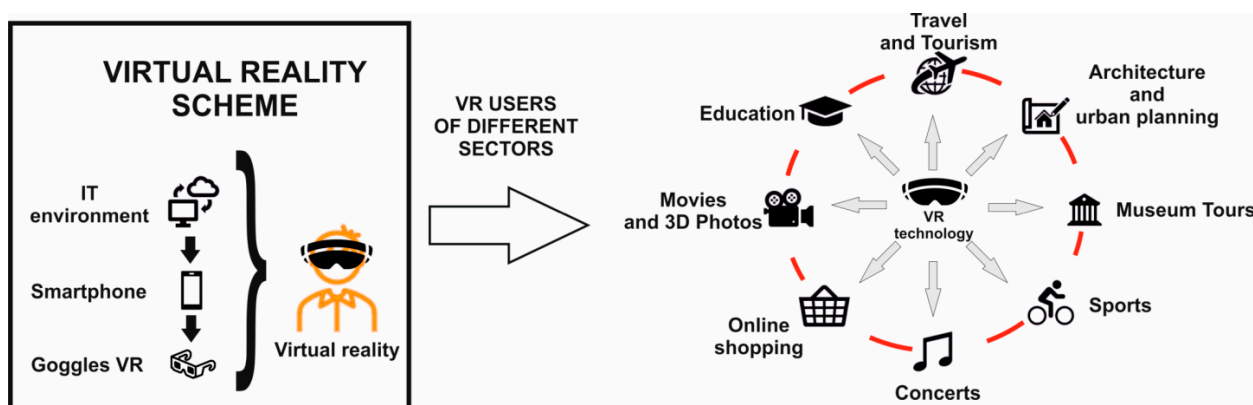 VIRTUAL REALITY
SCHEME
IT
environment
Smartphone
Goggles VR
Virtual reality
VR USERS
OF DIFFERENT
SECTORS
Travel
and Tourism
Architecture
and
urban planning
Museum Tours
Sports
Concerts
Online
shopping
Movies
and 3D Photos
Education
VR
technology